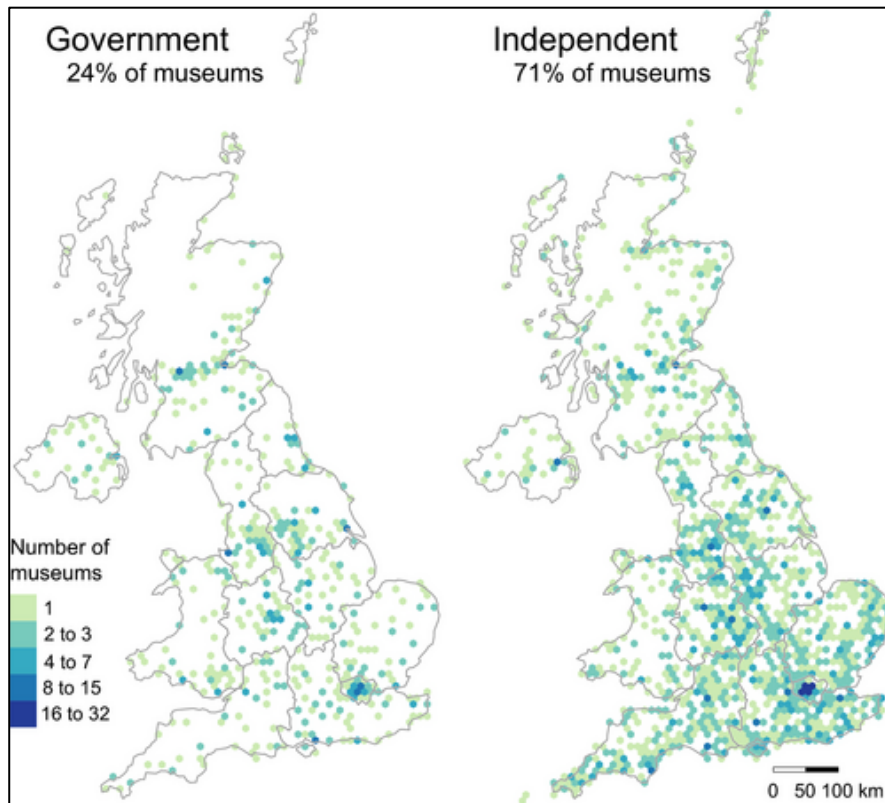 Government
24% of museums
Independent
71% of museums
Number of
museums
1
2 to 3
4 to 7
8 to 15
16 to 32
0 50 100 km